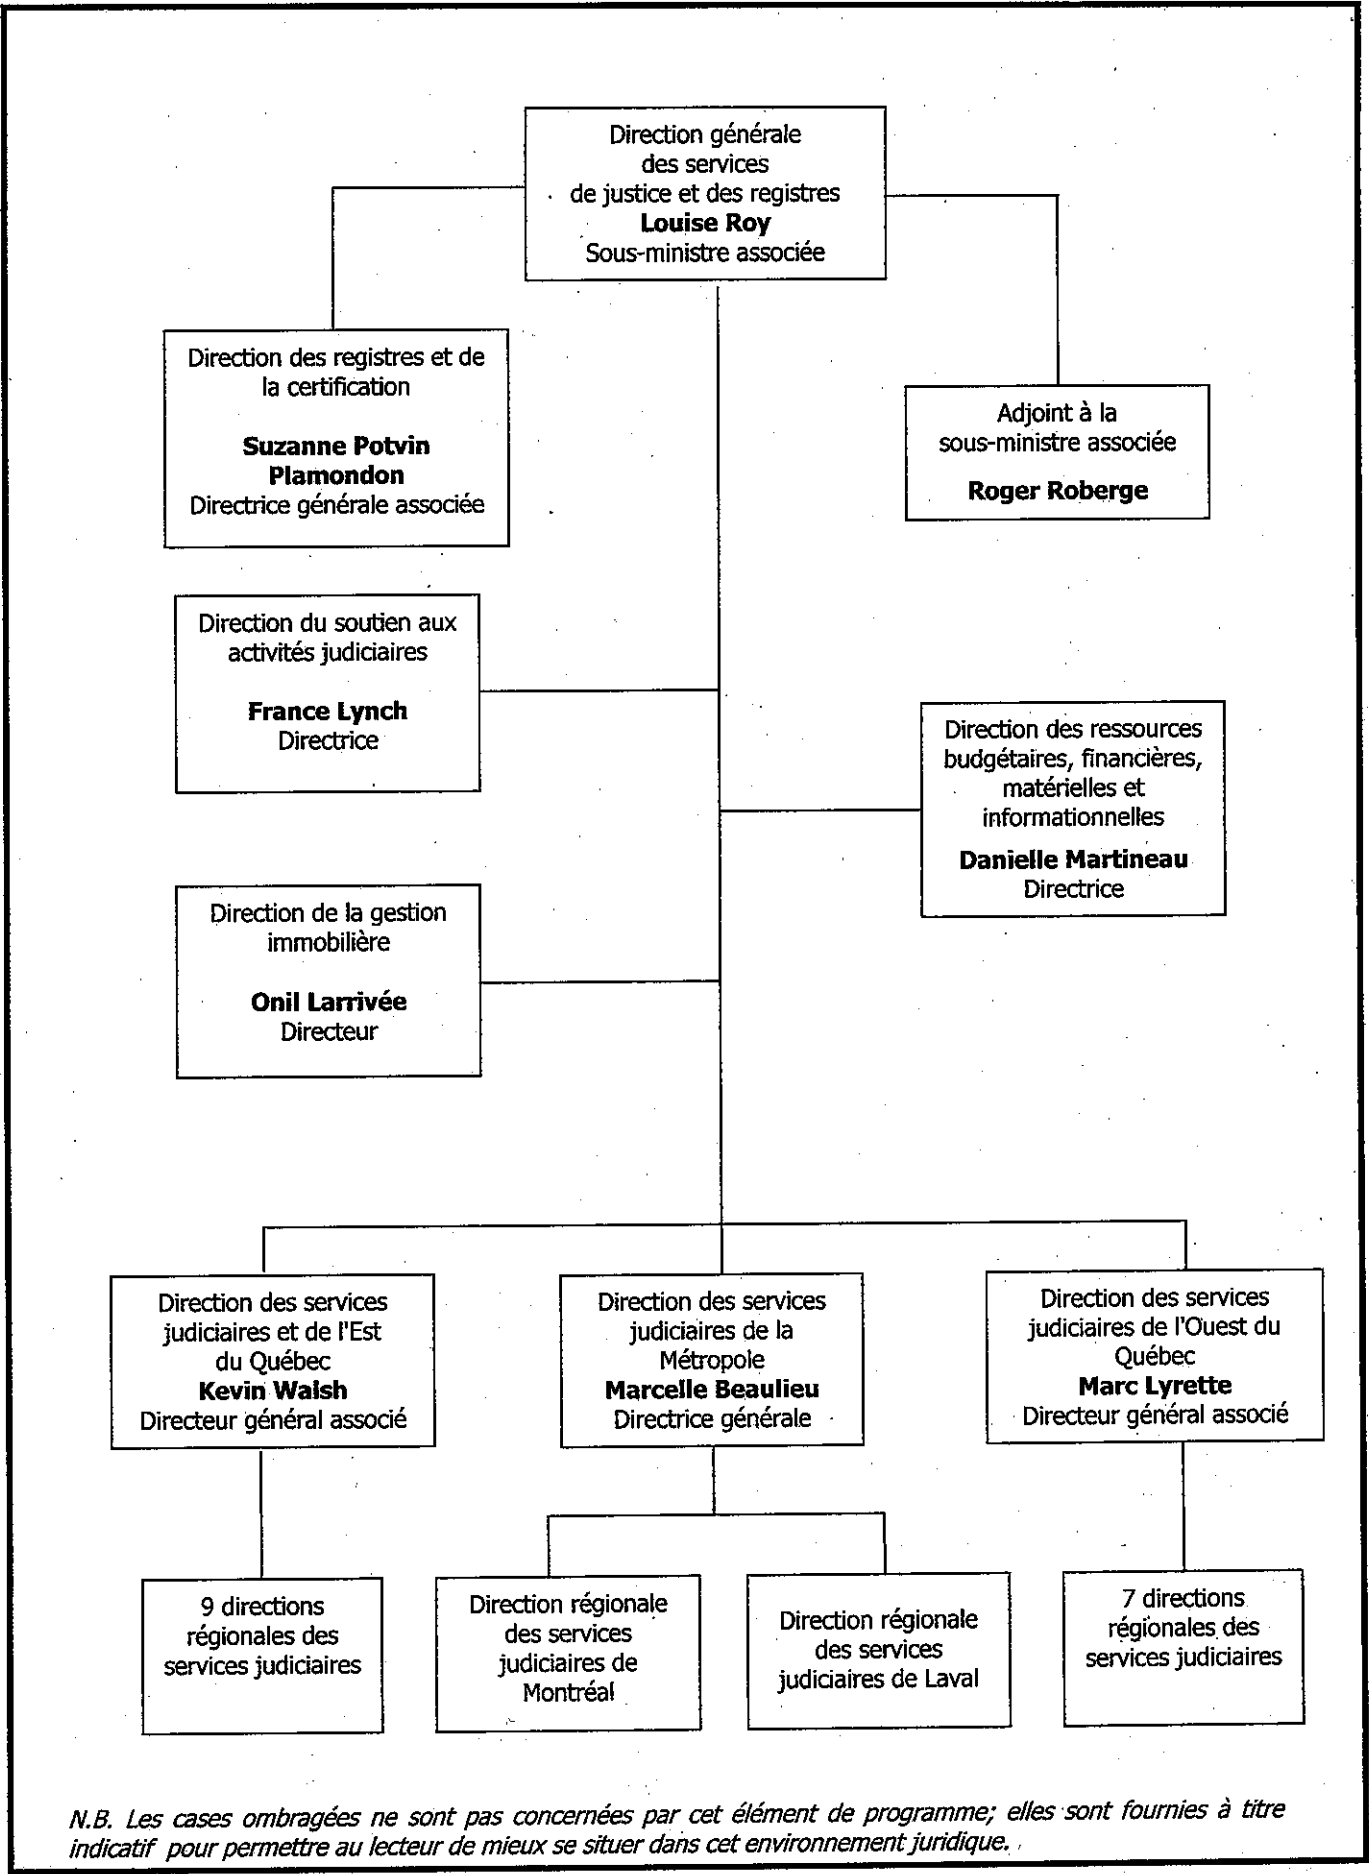 Direction générale
des services
de justice et des registres
Louise Roy
Sous-ministre associée
Direction des registres et de
la certification
Suzanne Potvin
Plamondon
Directrice générale associée
Adjoint à la
sous-ministre associée
Roger Roberge
Direction du soutien aux
activités judiciaires
France Lynch
Directrice
Direction des ressources
budgétaires, financières,
matérielles et
informationnelles
Danielle Martineau
Directrice
Direction de la gestion
immobilière
Onil Larrivée
Directeur
Direction des services
judiciaires et de l'Est
du Québec
Kevin Walsh
Directeur général associé
Direction des services
judiciaires de la
Métropole
Marcelle Beaulieu
Directrice générale
Direction des services
judiciaires de l'Ouest du
Québec
Marc Lyrette
Directeur général associé
9 directions
régionales des
services judiciaires
Direction régionale
des services
judiciaires de
Montréal
Direction régionale
des services
judiciaires de Laval
7 directions
régionales des
services judiciaires
N.B. Les cases ombragées ne sont pas concernées par cet élément de programme; elles sont fournies à titre
indicatif pour permettre au lecteur de mieux se situer dans cet environnement juridique.